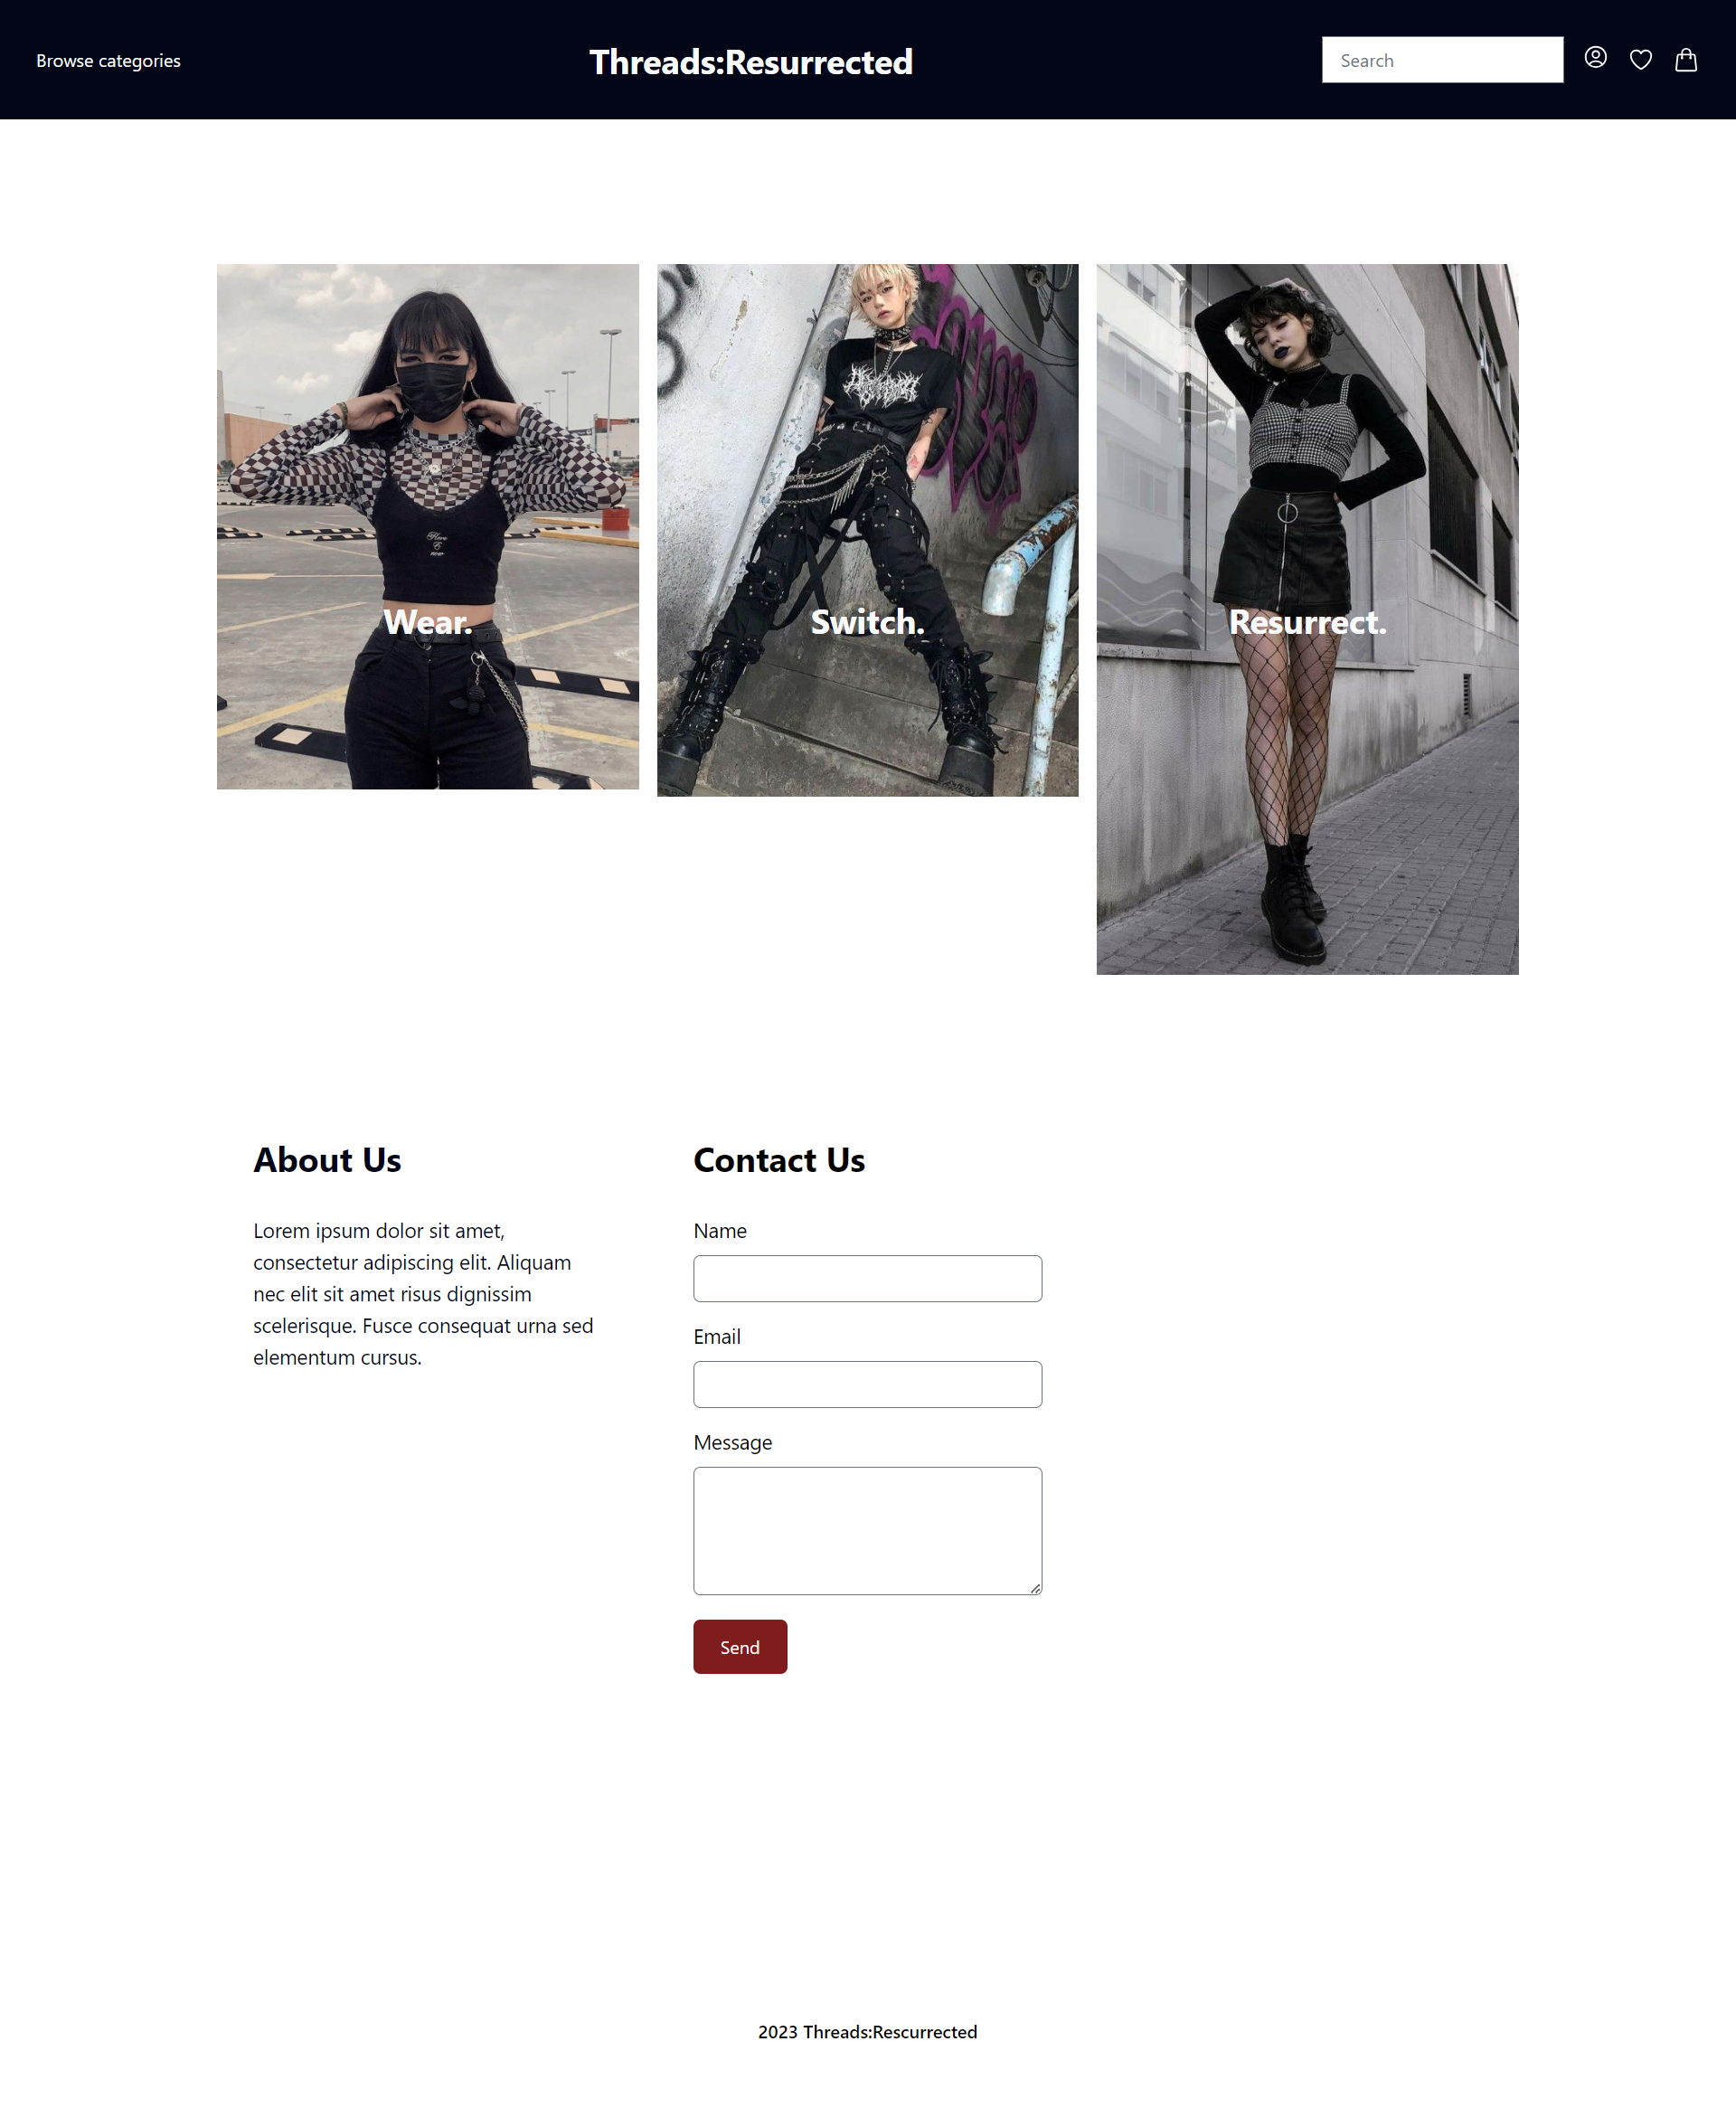 Browse categories
Threads:Resurrected
Search
Wear.
Switch.
Resurrect.
About Us
Lorem ipsum dolor sit amet,
consectetur adipiscing elit. Aliquam
nec elit sit amet risus dignissim
scelerisque. Fusce consequat urna sed
elementum cursus.
Contact Us
Name
Email
Message
Send
2023 Threads:Rescurrected